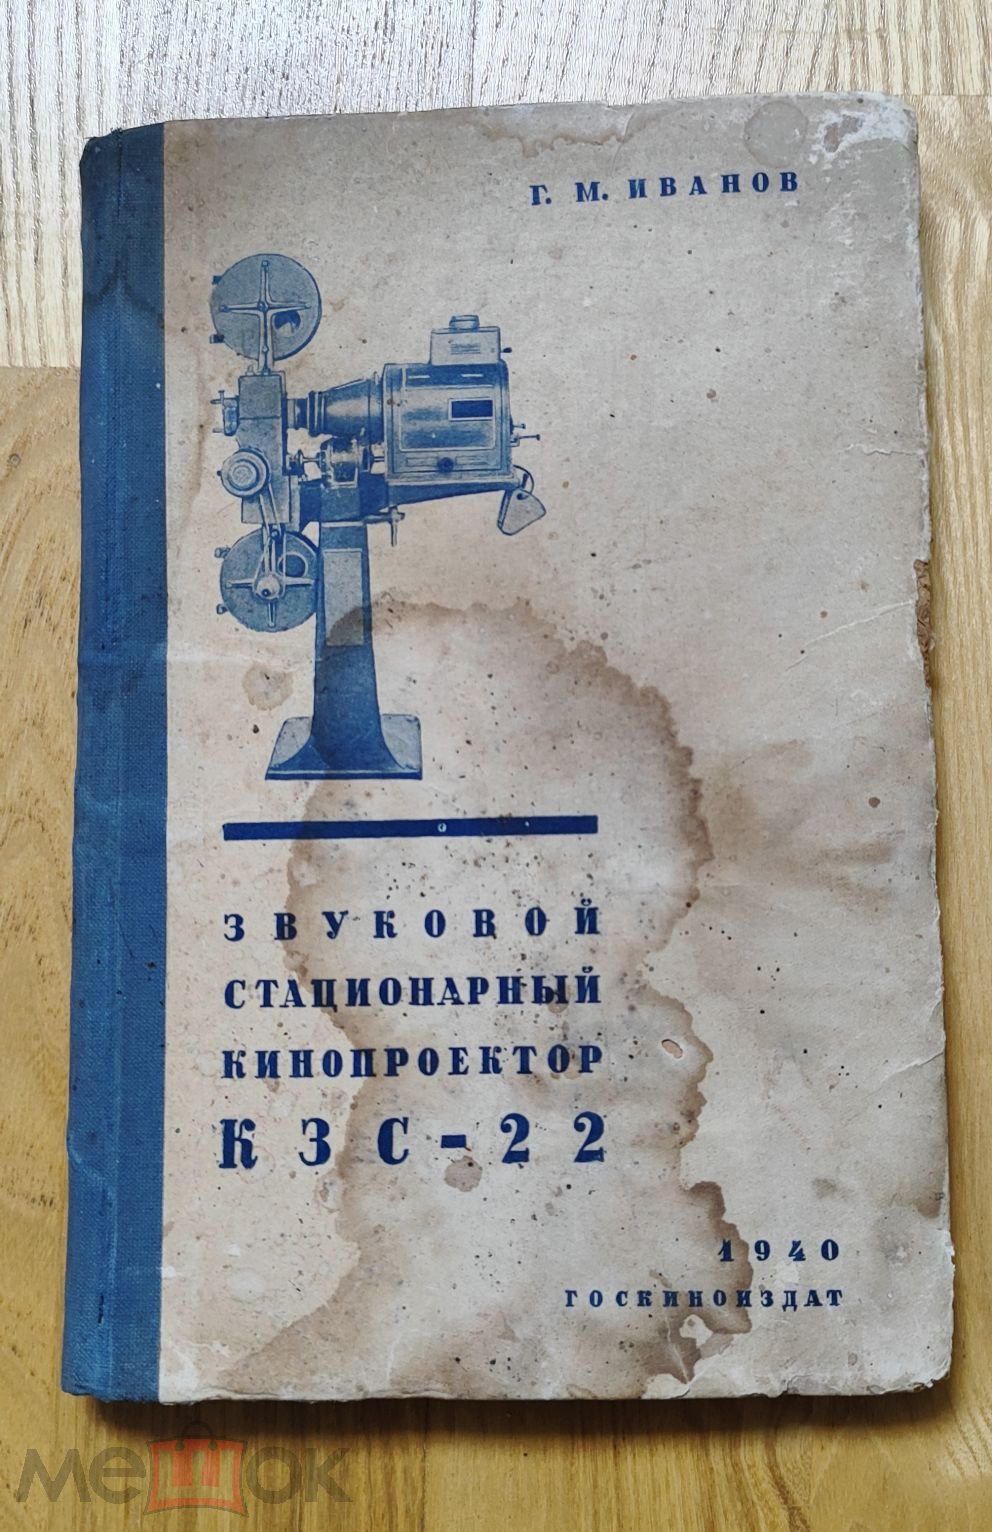 Г. М. ИВАНОВ
ЗВУКОВОЙ
СТАЦИОНАРНЫЙ
КИНОПРОЕКТОР
КЗС-22
1940
ГОСКИНОИЗДАТ
мешок